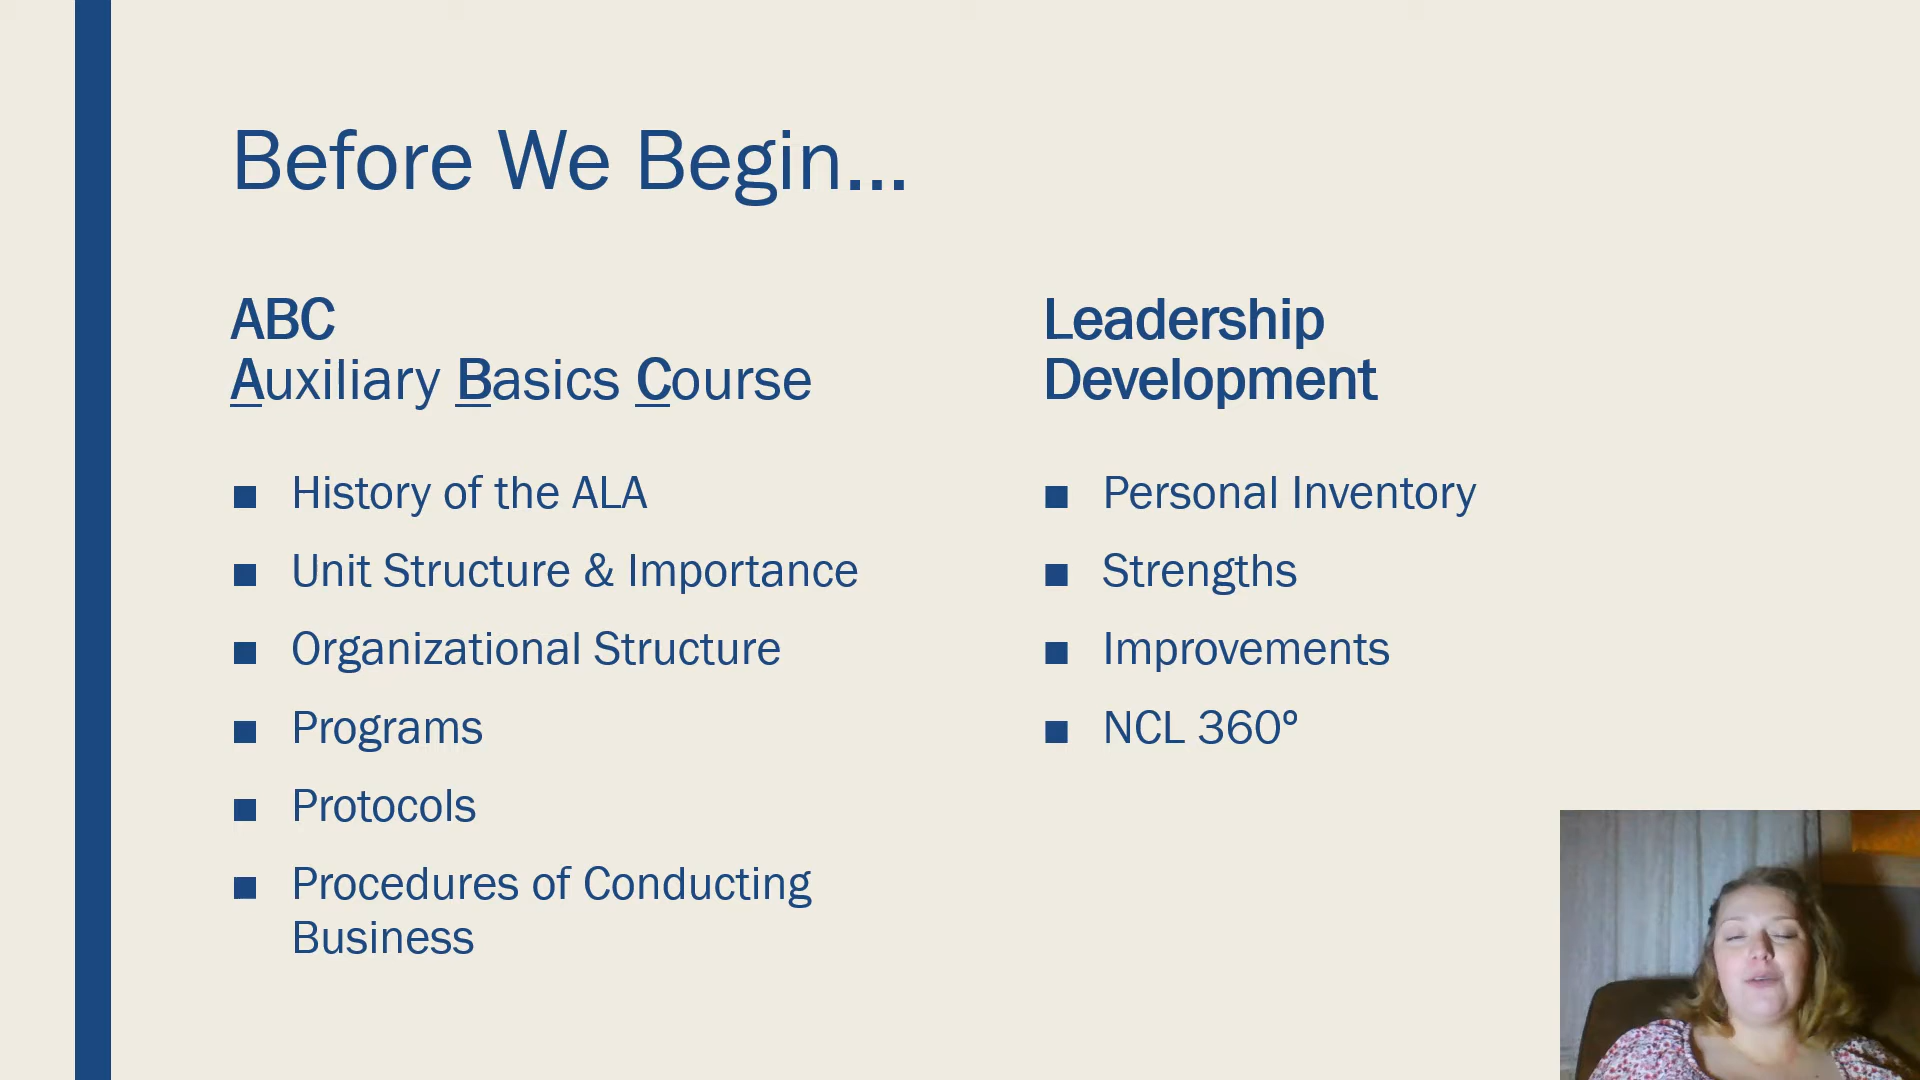 Before We Begin...
ABC
Auxiliary Basics Course
■ History of the ALA
■ Unit Structure & Importance
■ Organizational Structure
■ Programs
■ Protocols
■ Procedures of Conducting
Business
Leadership
Development
■ Personal Inventory
■ Strengths
■ Improvements
■ NCL 360º